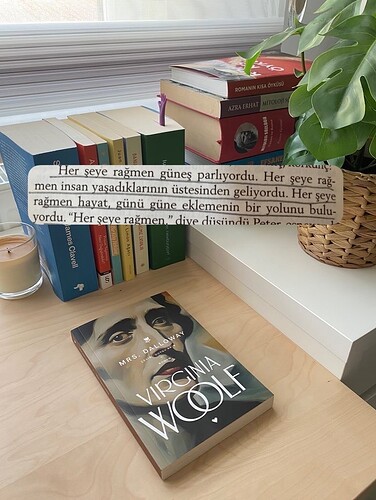 ROMANIN KISA ÖYKÜSÜ
AZRA ERHAT
Her şeye rağmen güneş parlıyordu. Her şeye rağ-
men insan yaşadıklarının üstesinden geliyordu. Her şeye
rağmen hayat, günü güne eklemenin bir yolunu bulu-
yordu. “Her şeye rağmen,” diye düşündü Peter
James Clavell
MRS. DALLOWAY
VIRGINIA
WOOLF